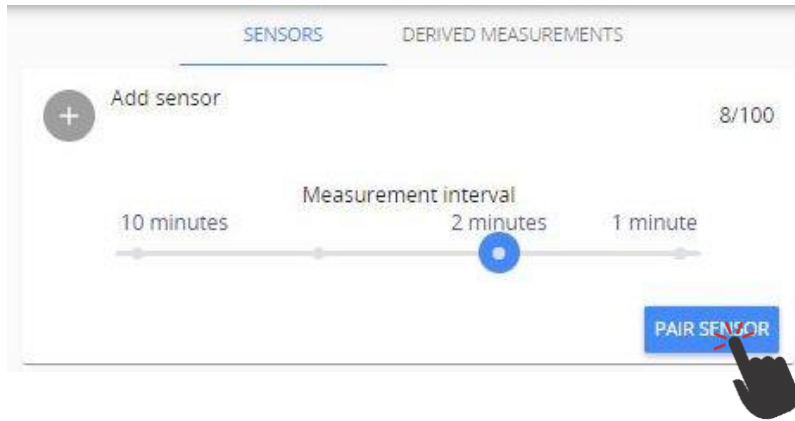 SENSORS DERIVED MEASUREMENTS
Add sensor
8/100
Measurement interval
10 minutes 2 minutes 1 minute
PAIR SENSOR